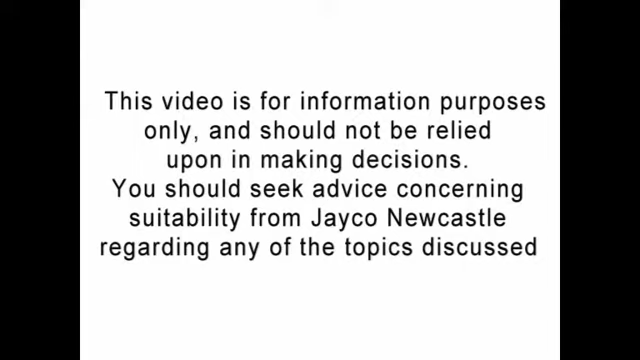 This video is for information purposes
only, and should not be relied
upon in making decisions.
You should seek advice concerning
suitability from Jayco Newcastle
regarding any of the topics discussed